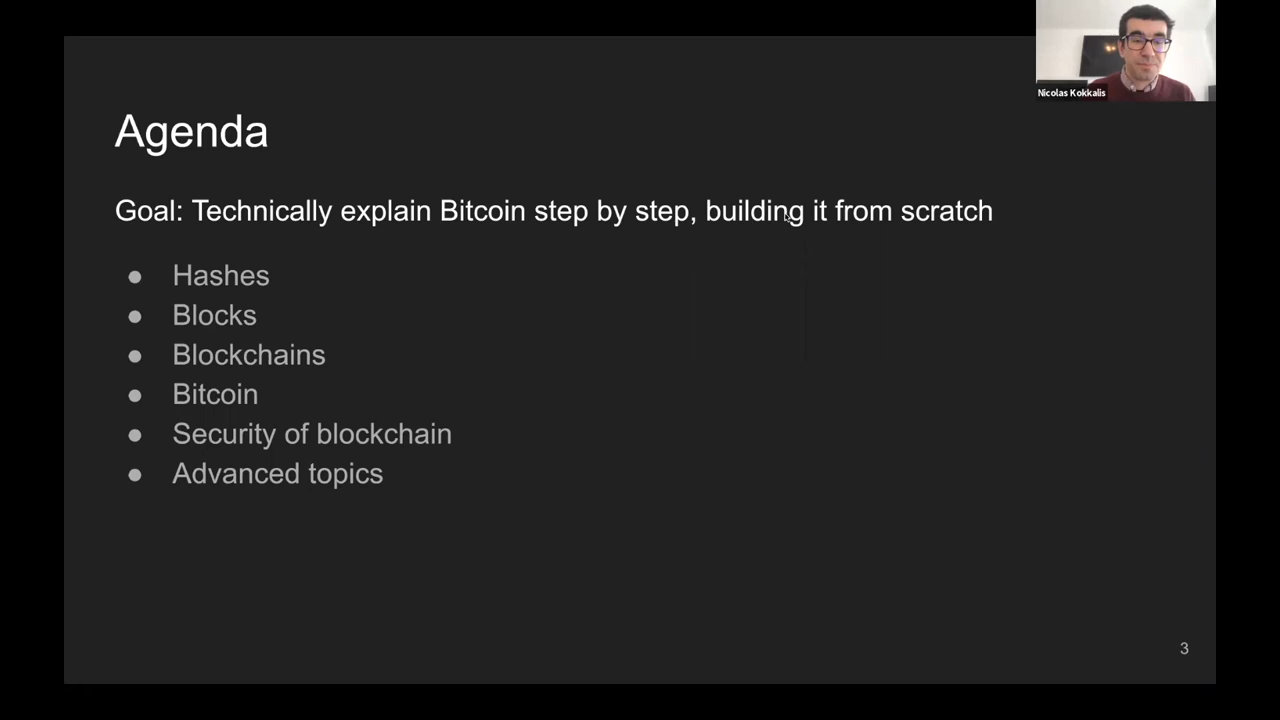 Nicolas Kokkalis
Agenda
Goal: Technically explain Bitcoin step by step, building it from scratch
● Hashes
● Blocks
● Blockchains
● Bitcoin
● Security of blockchain
● Advanced topics
3